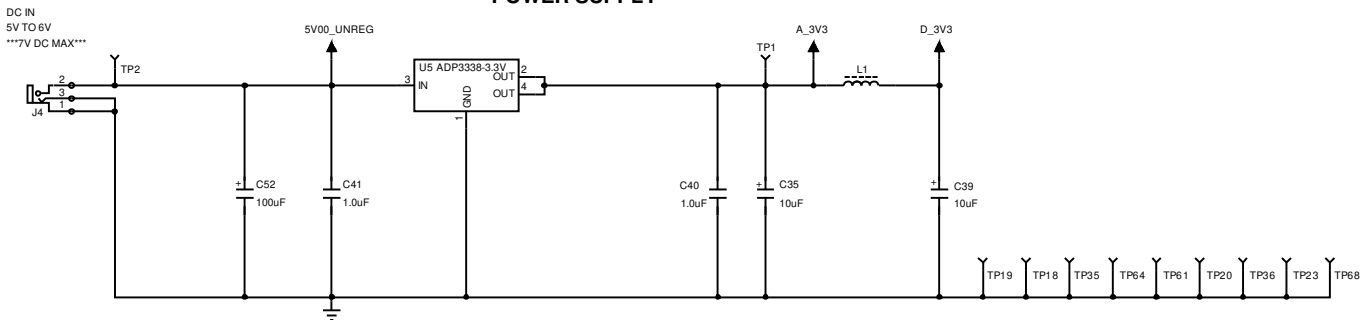 DC IN
5V TO 6V
***7V DC MAX***
TP2
2
3
1
J4
5V00_UNREG
3
U5 ADP3338-3.3V
IN
OUT
OUT
GND
2
4
1
TP1
A_3V3
L1
D_3V3
+
C52
100uF
C41
1.0uF
C40
1.0uF
+
C35
10uF
+
C39
10uF
TP19
TP18
TP35
TP64
TP61
TP20
TP36
TP23
TP68